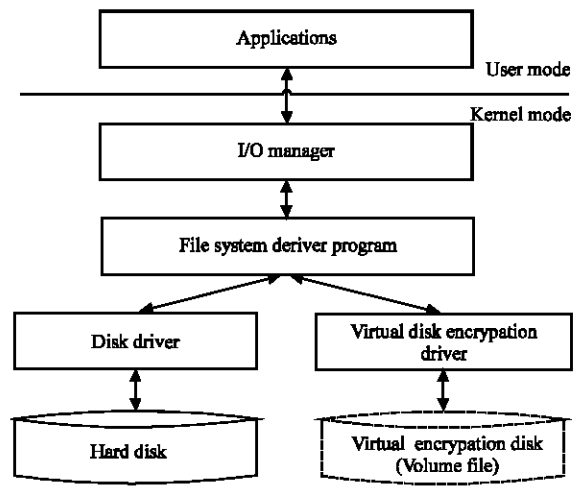 Applications
User mode
Kernel mode
I/O manager
File system deriver program
Disk driver
Virtual disk encrypation
driver
Hard disk
Virtual encrypation disk
(Volume file)